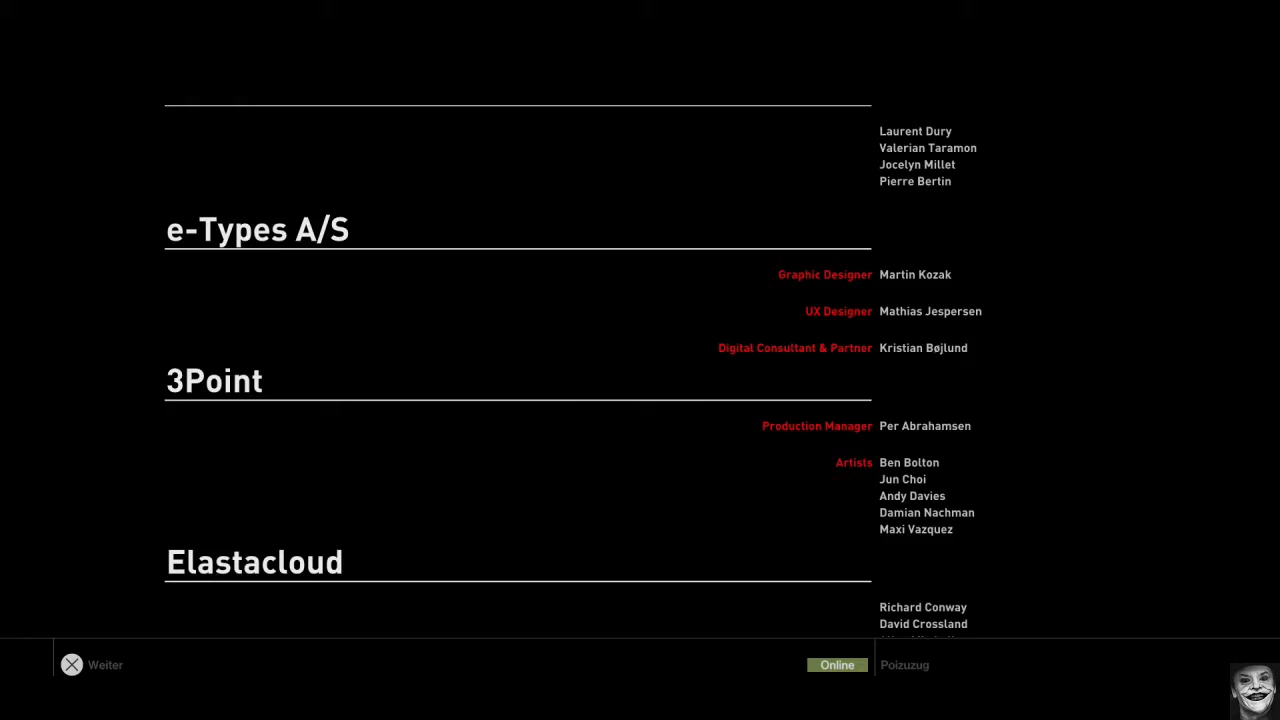 Laurent Dury
Valerian Taramon
Jocelyn Millet
Pierre Bertin
e-Types A/S
Graphic Designer Martin Kozak
UX Designer Mathias Jespersen
Digital Consultant & Partner Kristian Bøjlund
3Point
Production Manager Per Abrahamsen
Artists Ben Bolton
Jun Choi
Andy Davies
Damian Nachman
Maxi Vazquez
Elastacloud
Richard Conway
David Crossland
Weiter
Online Poizuzug